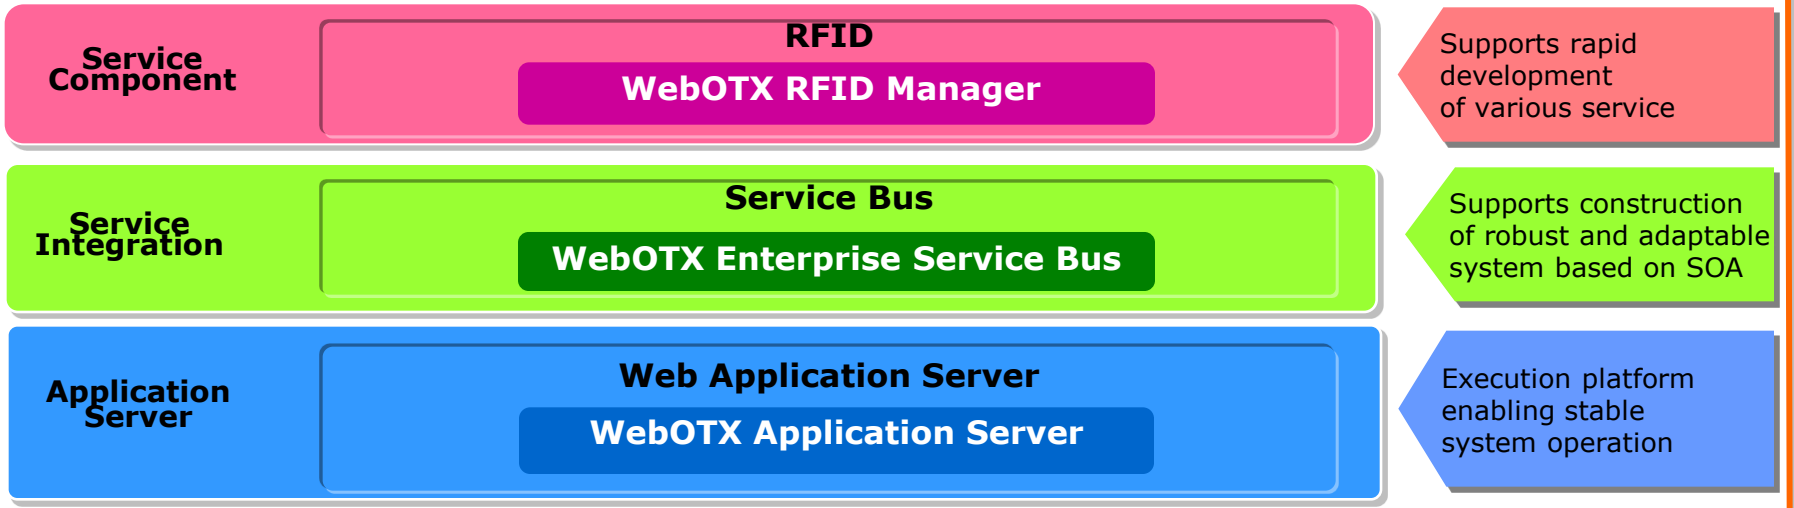 Service
Component
RFID
WebOTX RFID Manager
Supports rapid
development
of various service
Service
Integration
Service Bus
WebOTX Enterprise Service Bus
Supports construction
of robust and adaptable
system based on SOA
Application
Server
Web Application Server
WebOTX Application Server
Execution platform
enabling stable
system operation